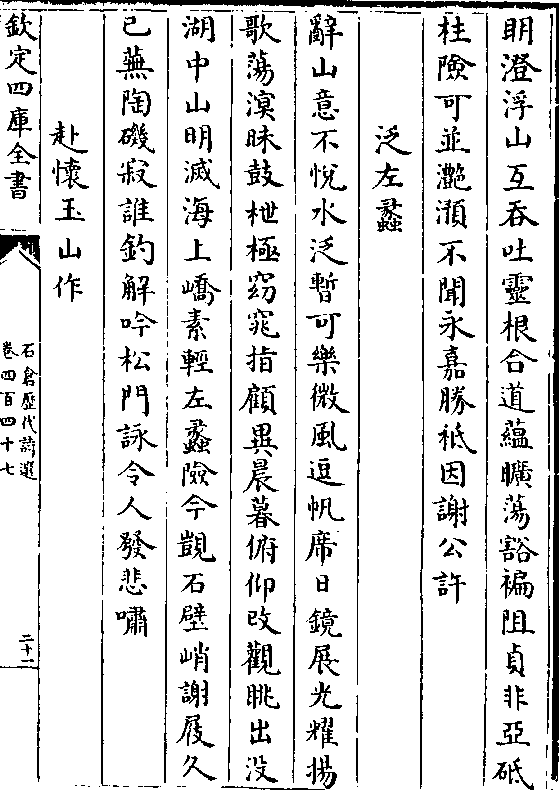 明澄浮山互吞吐靈根合道蘊曠蕩豁褊阻貞非亞砥
柱險可並灔澦不聞永嘉勝祗因謝公許
泛左蠡
辭山意不悅水泛暫可樂微風逗帆席日鏡展光耀揚
歌蕩溟昧鼓枻極窈窕指顧異晨暮俯仰改觀眺出没
湖中山明滅海上嶠素輕左蠡險今覬石壁峭謝屐久
已蕪陶磯寂誰釣解吟松門詠令人發悲嘯
赴懷玉山作
欽定四庫全書
石倉歷代詩選
卷四百四十七
二十一